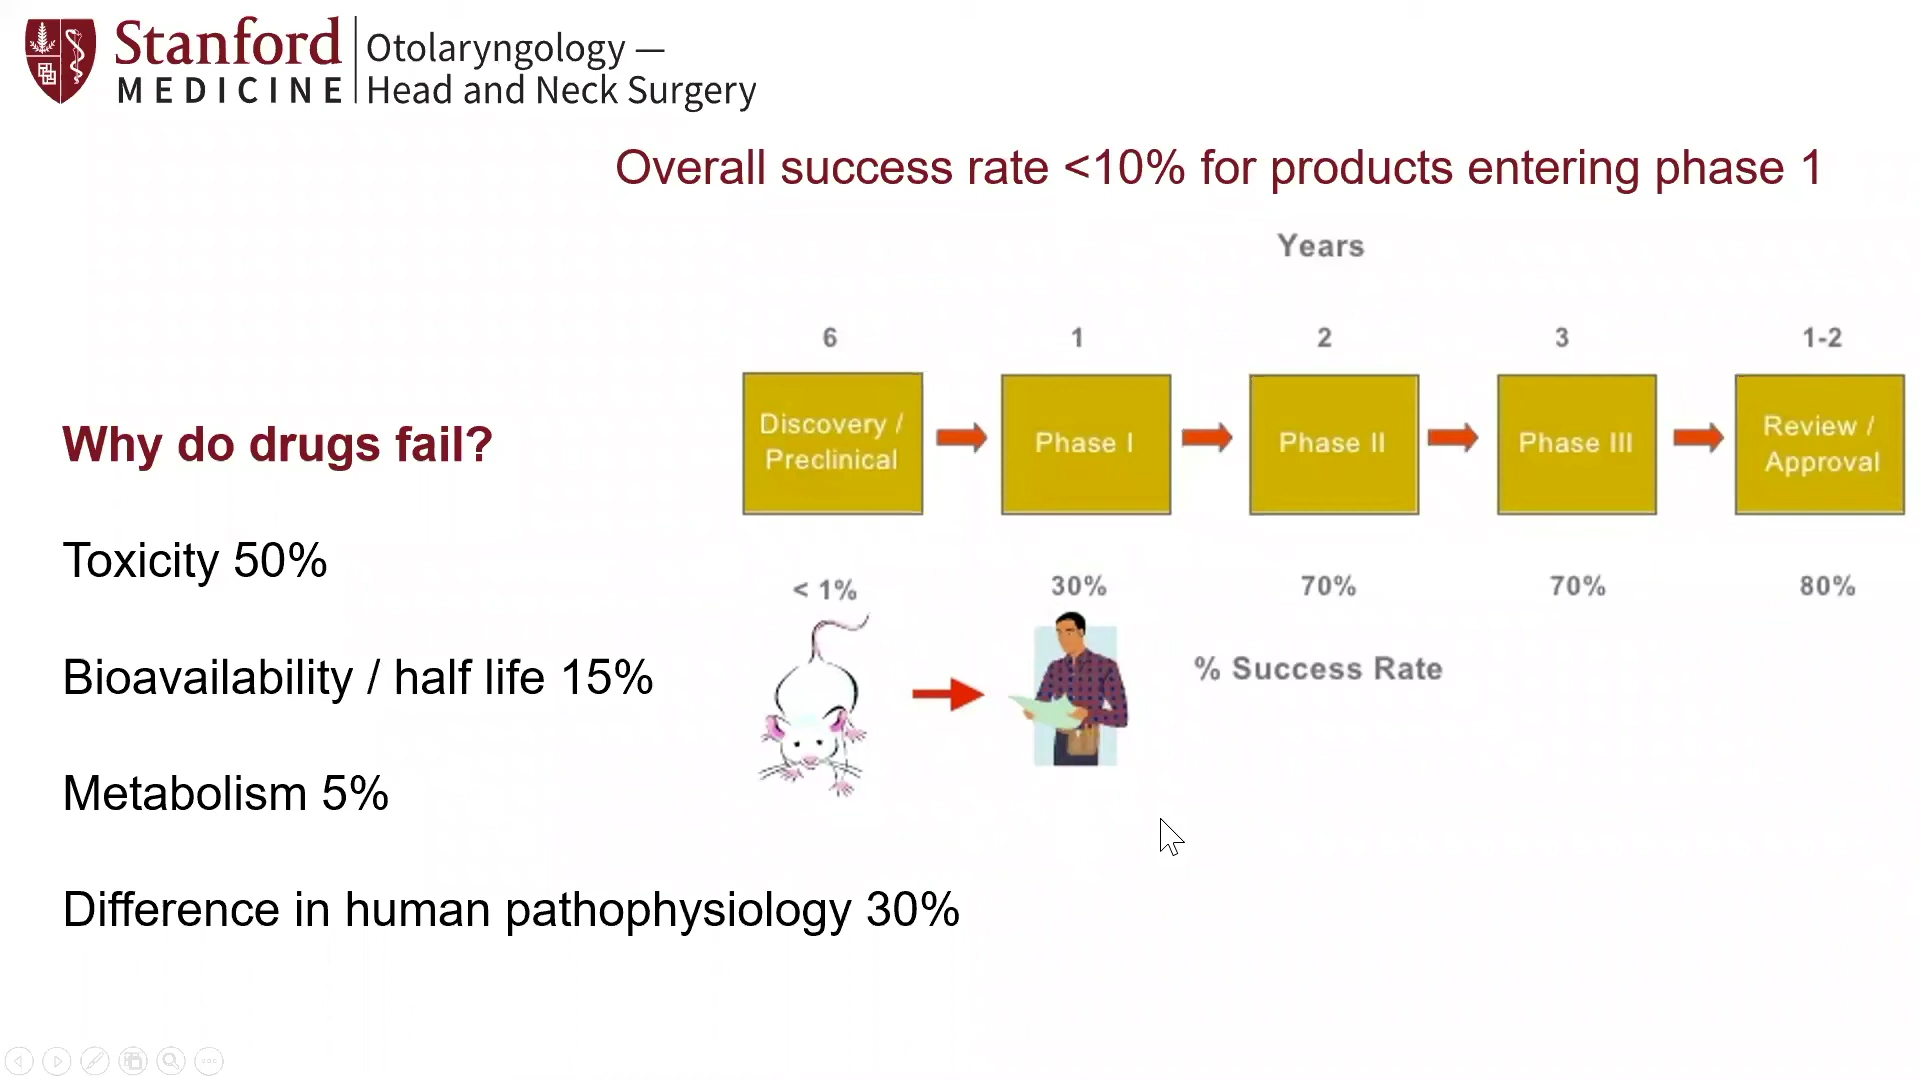 Stanford
MEDICINE
Otolaryngology —
Head and Neck Surgery
Overall success rate <10% for products entering phase 1
Years
6 1 2 3 1-2
Discovery /
Preclinical
Phase I
Phase II
Phase III
Review /
Approval
< 1% 30% 70% 70% 80%
% Success Rate
Why do drugs fail?
Toxicity 50%
Bioavailability / half life 15%
Metabolism 5%
Difference in human pathophysiology 30%